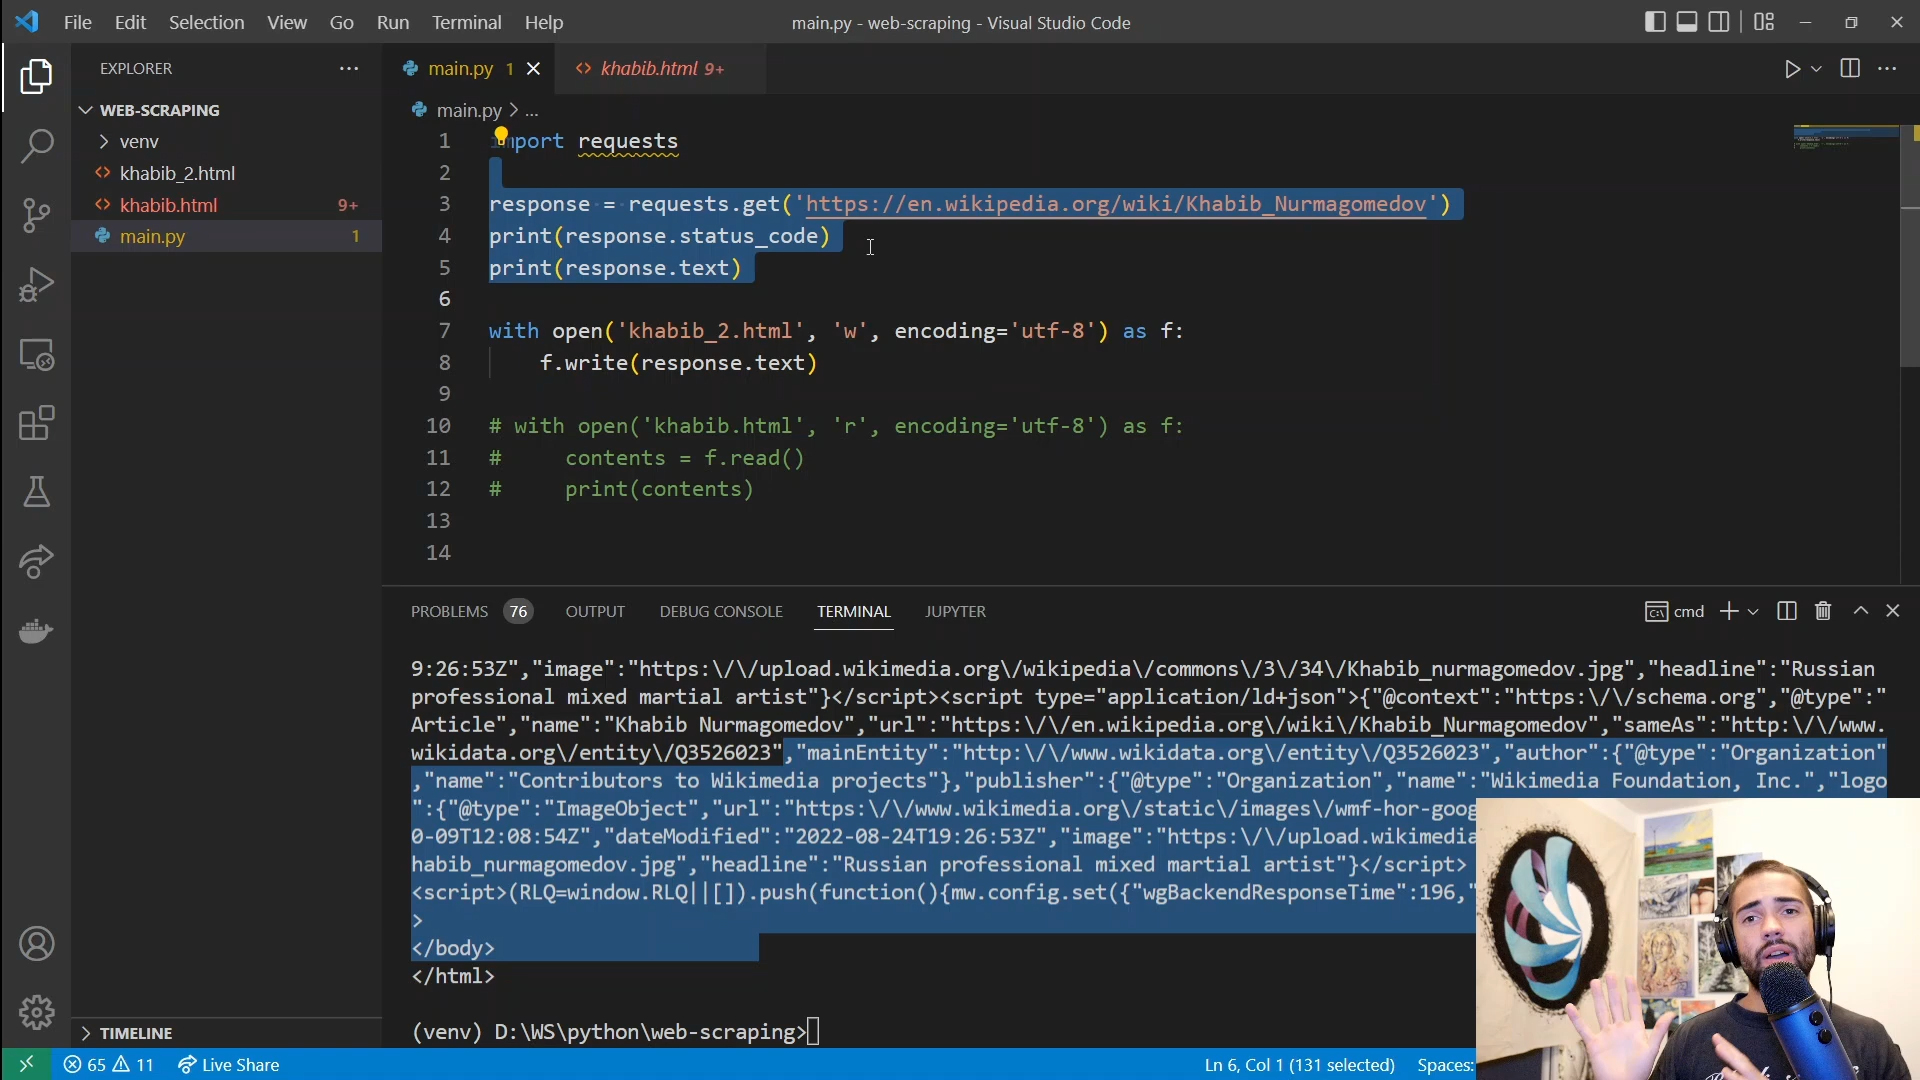 File Edit Selection View Go Run Terminal Help
main.py - web-scraping - Visual Studio Code
EXPLORER
WEB-SCRAPING
venv
khabib_2.html
khabib.html 9+
main.py 1
TIMELINE
main.py 1
khabib.html 9+
main.py > ...
1 import requests
2
3 response = requests.get('https://en.wikipedia.org/wiki/Khabib_Nurmagomedov')
4 print(response.status_code)
5 print(response.text)
6
7 with open('khabib_2.html', 'w', encoding='utf-8') as f:
8 f.write(response.text)
9
10 # with open('khabib.html', 'r', encoding='utf-8') as f:
11 # contents = f.read()
12 # print(contents)
13
14
PROBLEMS 76 OUTPUT DEBUG CONSOLE TERMINAL JUPYTER
cmd
9:26:53Z","image":"https:\/\/upload.wikimedia.org\/wikipedia\/commons\/3\/34\/Khabib_nurmagomedov.jpg","headline":"Russian
professional mixed martial artist"}</script><script type="application/ld+json">{"@context":"https:\/\/schema.org","@type":"
Article","name":"Khabib Nurmagomedov","url":"https:\/\/en.wikipedia.org\/wiki\/Khabib_Nurmagomedov","sameAs":"http:\/\/www.
wikidata.org\/entity\/Q3526023","mainEntity":"http:\/\/www.wikidata.org\/entity\/Q3526023","author":{"@type":"Organization"
,"name":"Contributors to Wikimedia projects"},"publisher":{"@type":"Organization","name":"Wikimedia Foundation, Inc.","logo
":{"@type":"ImageObject","url":"https:\/\/www.wikimedia.org\/static\/images\/wmf-hor-goog
0-09T12:08:54Z","dateModified":"2022-08-24T19:26:53Z","image":"https:\/\/upload.wikimedia
habib_nurmagomedov.jpg","headline":"Russian professional mixed martial artist"}</script>
<script>(RLQ=window.RLQ||[]).push(function(){mw.config.set({"wgBackendResponseTime":196,"
>
</body>
</html>
(venv) D:\WS\python\web-scraping>
65 11 Live Share
Ln 6, Col 1 (131 selected) Spaces: